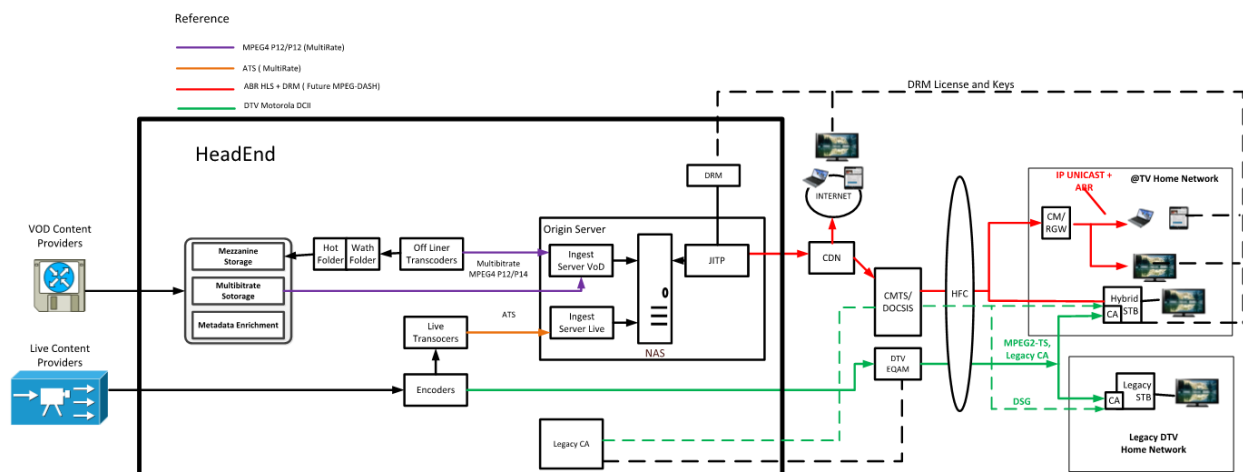 Reference
MPEG4 P12/P12 (MultiRate)
ATS ( MultiRate)
ABR HLS + DRM ( Future MPEG-DASH)
DTV Motorola DCII
DRM License and Keys
HeadEnd
DRM
INTERNET
IP UNICAST +
ABR
@TV Home Network
VOD Content
Providers
Mezzanine
Storage
Hot
Folder
Wath
Folder
Off Liner
Transcoders
Multibitrate
MPEG4 P12/P14
Origin Server
Ingest
Server VoD
JITP
CDN
CM/
RGW
Multibitrate
Sotorage
CMTS/
DOCSIS
HFC
Hybrid
STB
CA
Metadata Enrichment
Live
Transocers
ATS
Ingest
Server Live
NAS
MPEG2-TS,
Legacy CA
Live Content
Providers
Encoders
DTV
EQAM
Legacy
STB
CA
DSG
Legacy CA
Legacy DTV
Home Network